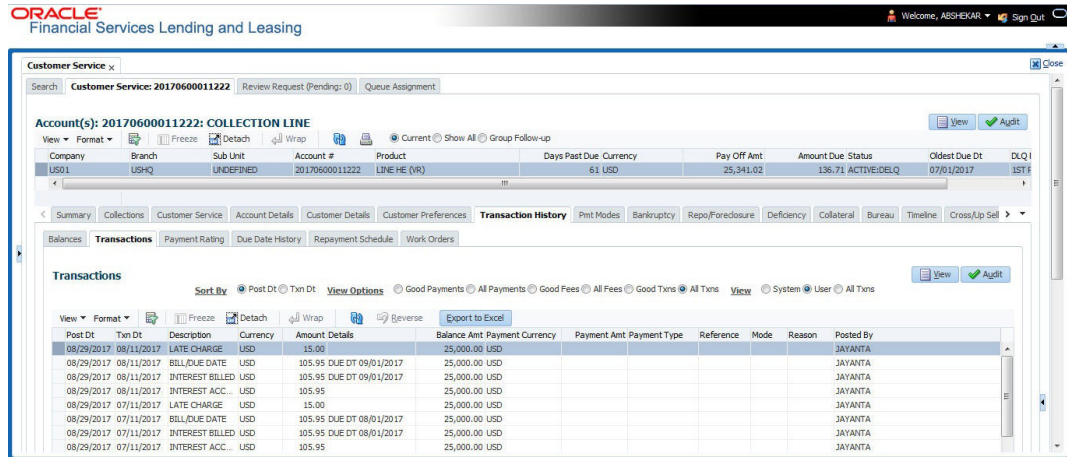 ORACLE
Financial Services Lending and Leasing
Welcome, ABSHEKAR Sign Out
Customer Service x
Close
Search Customer Service: 20170600011222 Review Request (Pending: 0) Queue Assignment
Account(s): 20170600011222: COLLECTION LINE
View Audit
View Format Freeze Detach Wrap Current Show All Group Follow-up
Company Branch Sub Unit Account # Product Days Past Due Currency Pay Off Amt Amount Due Status Oldest Due Dt DLQ
US01 USHQ UNDEFINED 20170600011222 LINE HE (VR) 61 USD 25,341.02 136.71 ACTIVE:DELQ 07/01/2017 1ST
Summary Collections Customer Service Account Details Customer Details Customer Preferences Transaction History Pmt Modes Bankruptcy Repo/Foreclosure Deficiency Collateral Bureau Timeline Cross/Up Sell
Balances Transactions Payment Rating Due Date History Repayment Schedule Work Orders
Transactions
View Audit
Sort By Post Dt Txn Dt View Options Good Payments All Payments Good Fees All Fees Good Txns All Txns View System User All Txns
View Format Freeze Detach Wrap Reverse Export to Excel
Post Dt Txn Dt Description Currency Amount Details Balance Amt Payment Currency Payment Amt Payment Type Reference Mode Reason Posted By
08/29/2017 08/11/2017 LATE CHARGE USD 15.00 25,000.00 USD JAYANTA
08/29/2017 08/11/2017 BILL/DUE DATE USD 105.95 DUE DT 09/01/2017 25,000.00 USD JAYANTA
08/29/2017 08/11/2017 INTEREST BILLED USD 105.95 DUE DT 09/01/2017 25,000.00 USD JAYANTA
08/29/2017 08/11/2017 INTEREST ACC... USD 105.95 25,000.00 USD JAYANTA
08/29/2017 07/11/2017 LATE CHARGE USD 15.00 25,000.00 USD JAYANTA
08/29/2017 07/11/2017 BILL/DUE DATE USD 105.95 DUE DT 08/01/2017 25,000.00 USD JAYANTA
08/29/2017 07/11/2017 INTEREST BILLED USD 105.95 DUE DT 08/01/2017 25,000.00 USD JAYANTA
08/29/2017 07/11/2017 INTEREST ACC... USD 105.95 25,000.00 USD JAYANTA